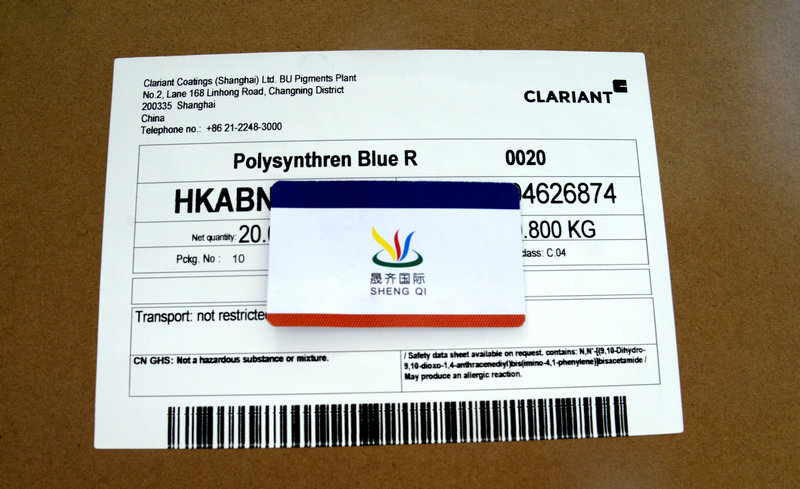 Clariant Coatings (Shanghai) Ltd. BU Pigments Plant
No.2, Lane 168 Linhong Road, Changning District
200335 Shanghai
China
Telephone no.: +86 21-2248-3000
CLARIANT
Polysynthren Blue R 0020
HKABN 04626874
Net quantity: 20.0 .800 KG
Pckg. No : 10 class: C.04
晟齐国际
SHENG QI
Transport: not restricted
CN GHS: Not a hazardous substance or mixture.
/ Safety data sheet available on request. contains: N,N'-[(9,10-Dihydro-
9,10-dioxo-1,4-anthracenediyl)bis(imino-4,1-phenylene)]bisacetamide /
May produce an allergic reaction.